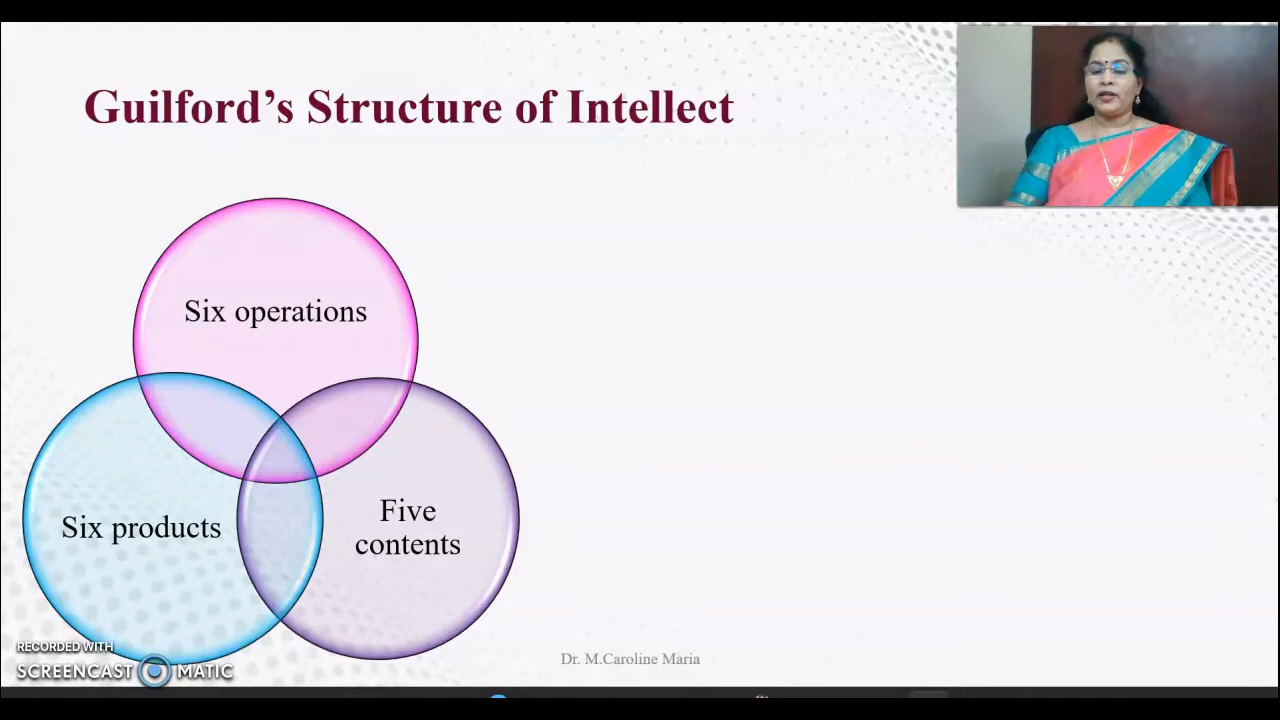 Guilford’s Structure of Intellect
Six operations
Six products
Five
contents
RECORDED WITH
SCREENCAST MATIC
Dr. M.Caroline Maria